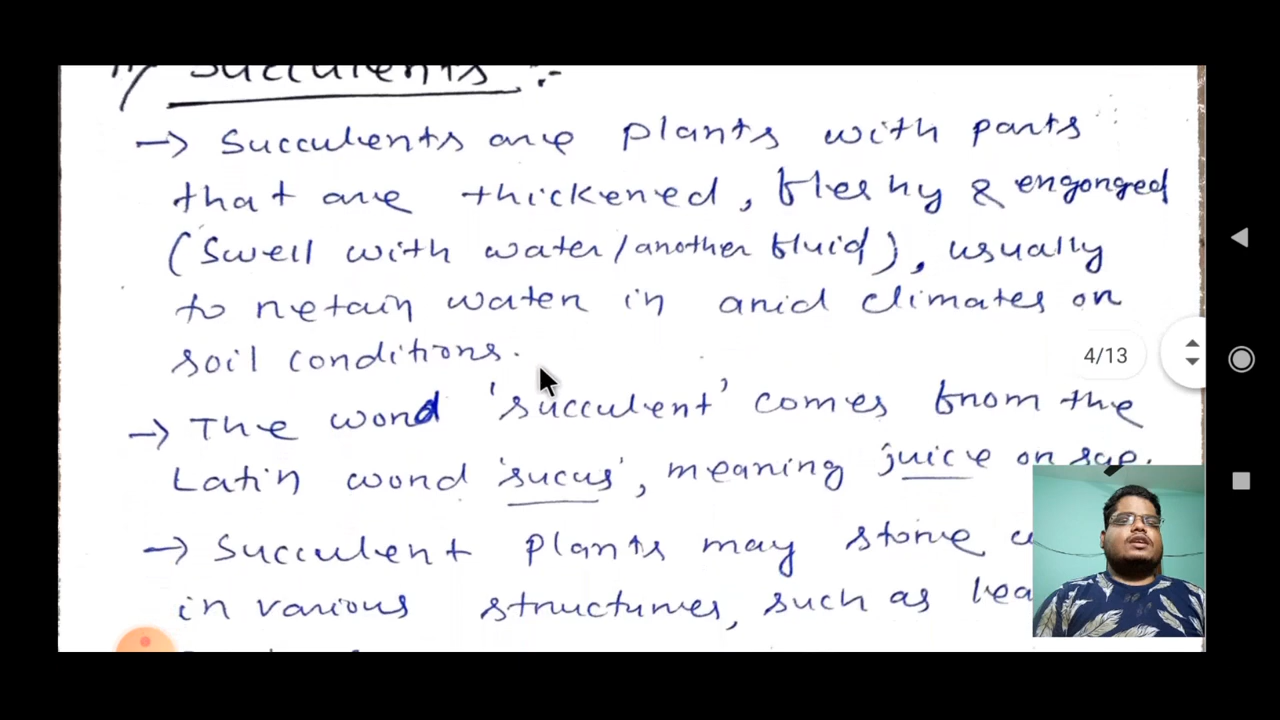 Succulents :-
→ Succulents are plants with parts
that are thickened, fleshy & engorged
(Swell with water/another fluid), usually
to retain water in arid climates or
soil conditions.
4/13
→ The word 'succulent' comes from the
Latin word 'sucus', meaning juice or sap.
→ Succulent plants may store
in various structures, such as